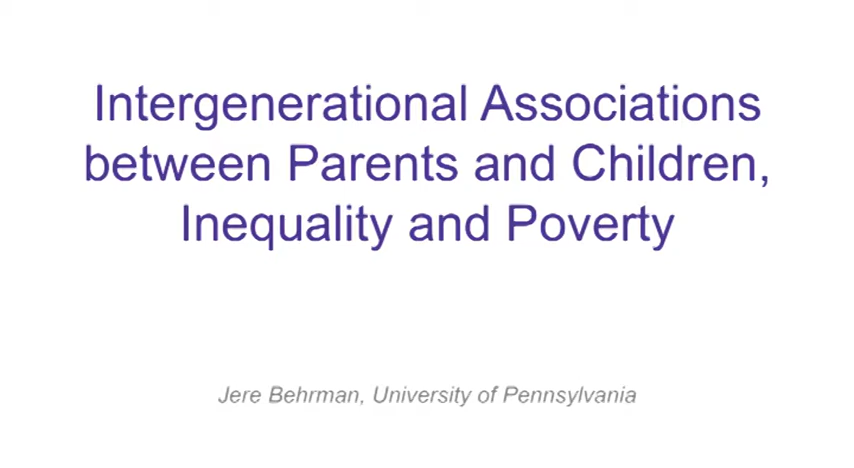 Intergenerational Associations
between Parents and Children,
Inequality and Poverty
Jere Behrman, University of Pennsylvania